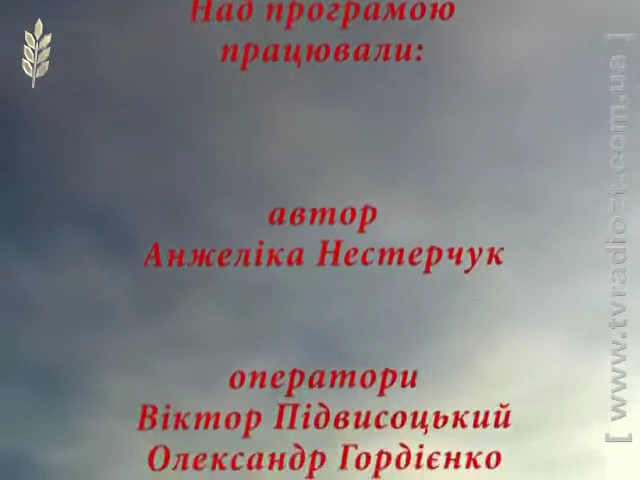 Над програмою
працювали:
автор
Анжеліка Нестерчук
оператори
Віктор Підвисоцький
Олександр Гордієнко
[ www.tvradiozt.com.ua ]